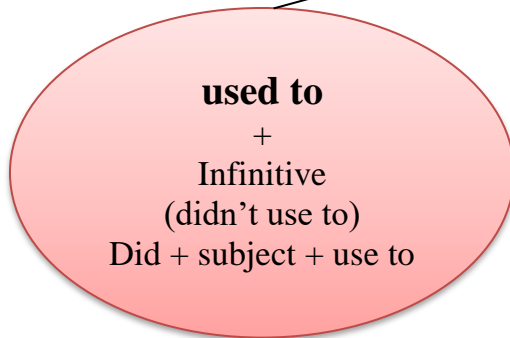 used to
+
Infinitive
(didn’t use to)
Did + subject + use to